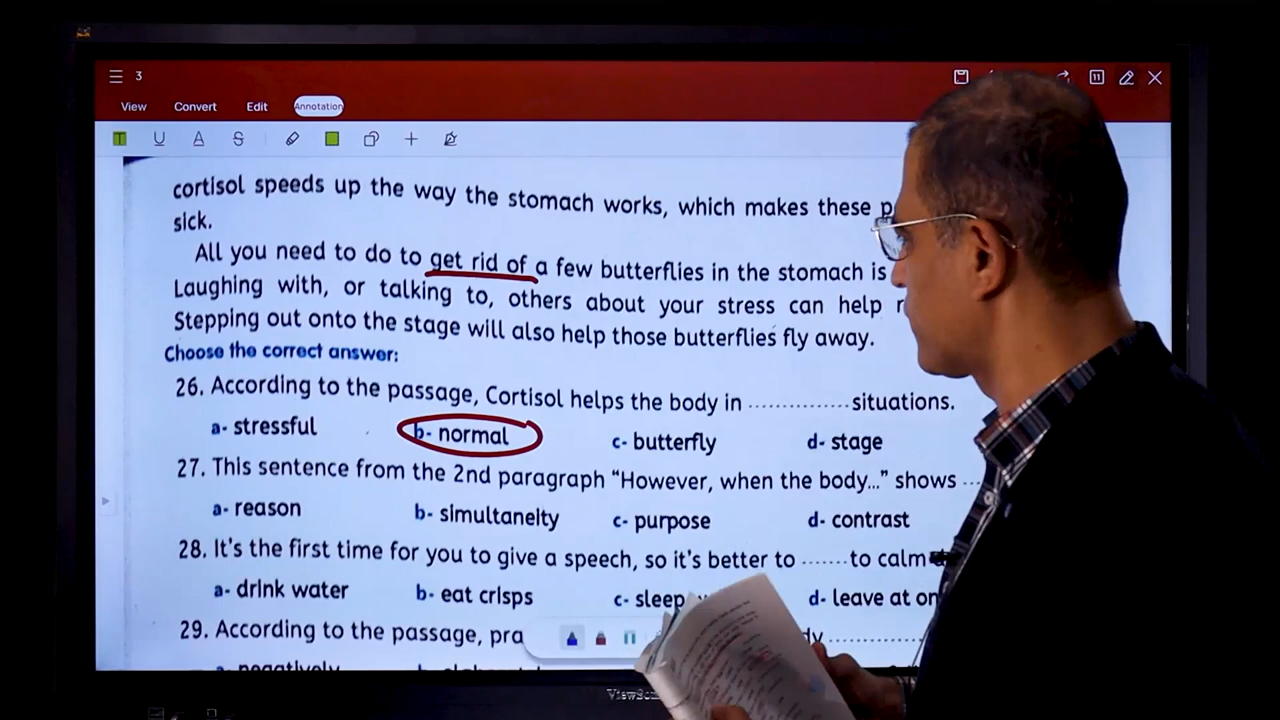 3
View Convert Edit Annotation
cortisol speeds up the way the stomach works, which makes these
sick.
All you need to do to get rid of a few butterflies in the stomach is
Laughing with, or talking to, others about your stress can help
Stepping out onto the stage will also help those butterflies fly away.
Choose the correct answer:
26. According to the passage, Cortisol helps the body in .............. situations.
a- stressful b- normal c- butterfly d- stage
27. This sentence from the 2nd paragraph “However, when the body...” shows ...
a- reason b- simultaneity c- purpose d- contrast
28. It's the first time for you to give a speech, so it's better to ...... to calm
a- drink water b- eat crisps c- sleep d- leave at
29. According to the passage,
a- negatively